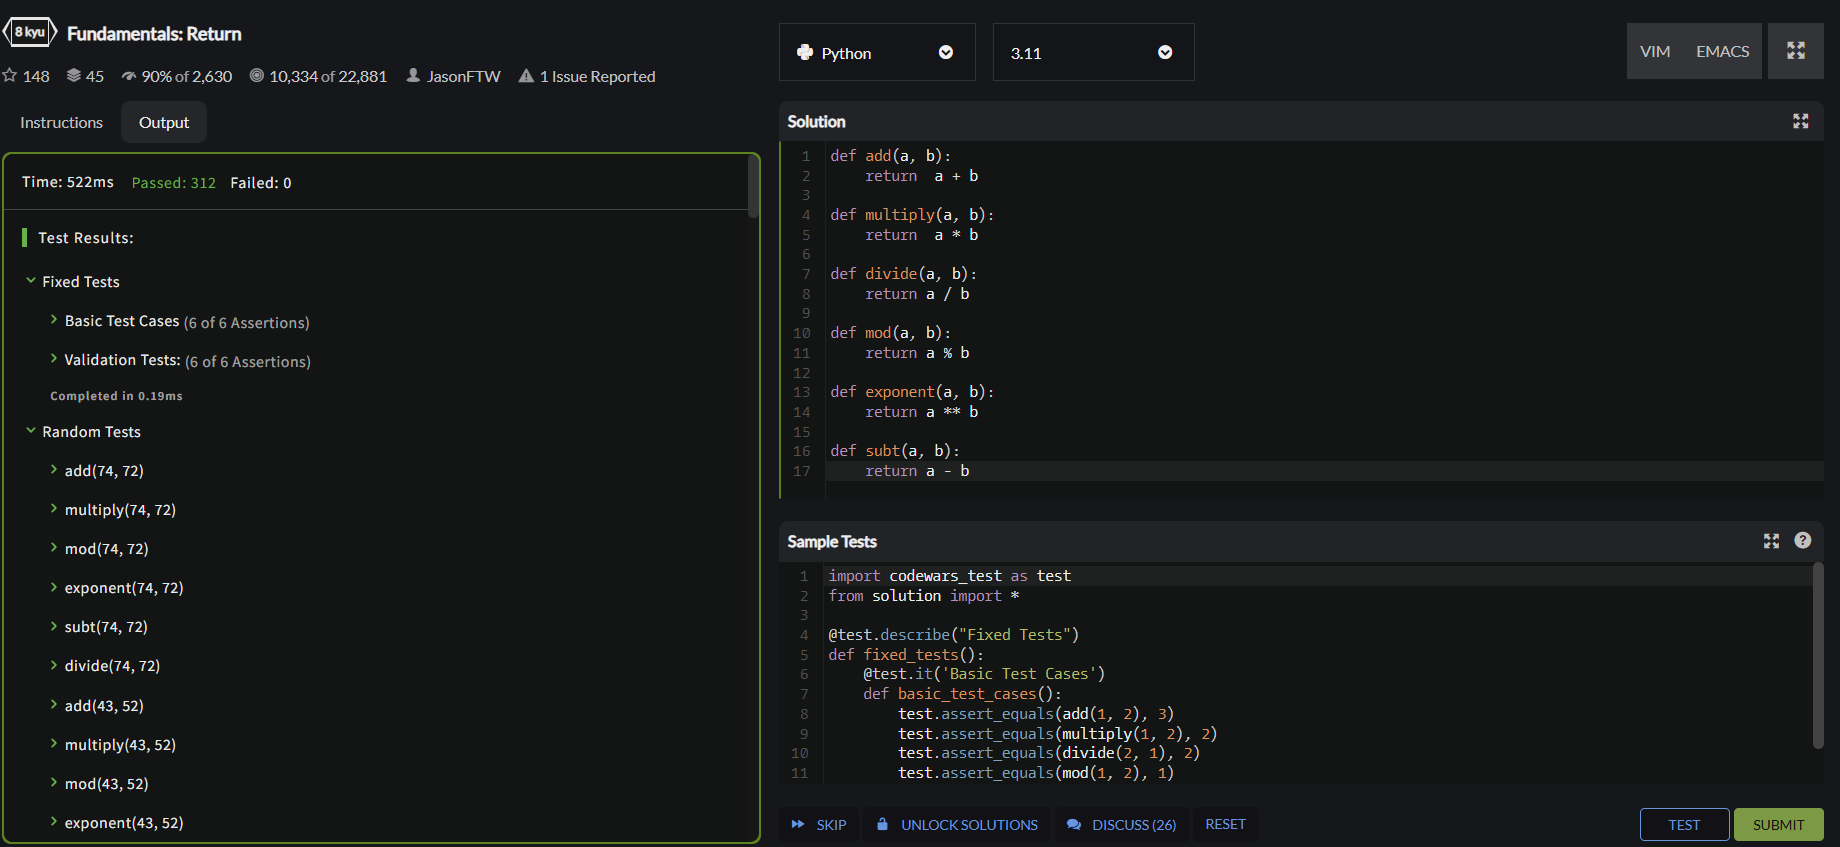 8 kyu Fundamentals: Return
148 45 90% of 2,630 10,334 of 22,881 JasonFTW 1 Issue Reported
Instructions Output
Time: 522ms Passed: 312 Failed: 0
Test Results:
Fixed Tests
Basic Test Cases (6 of 6 Assertions)
Validation Tests: (6 of 6 Assertions)
Completed in 0.19ms
Random Tests
add(74, 72)
multiply(74, 72)
mod(74, 72)
exponent(74, 72)
subt(74, 72)
divide(74, 72)
add(43, 52)
multiply(43, 52)
mod(43, 52)
exponent(43, 52)
Python 3.11 VIM EMACS
Solution
1 def add(a, b):
2     return  a + b
3
4 def multiply(a, b):
5     return  a * b
6
7 def divide(a, b):
8     return a / b
9
10 def mod(a, b):
11     return a % b
12
13 def exponent(a, b):
14     return a ** b
15
16 def subt(a, b):
17     return a - b
Sample Tests ?
1 import codewars_test as test
2 from solution import *
3
4 @test.describe("Fixed Tests")
5 def fixed_tests():
6     @test.it('Basic Test Cases')
7     def basic_test_cases():
8         test.assert_equals(add(1, 2), 3)
9         test.assert_equals(multiply(1, 2), 2)
10         test.assert_equals(divide(2, 1), 2)
11         test.assert_equals(mod(1, 2), 1)
SKIP UNLOCK SOLUTIONS DISCUSS (26) RESET TEST SUBMIT